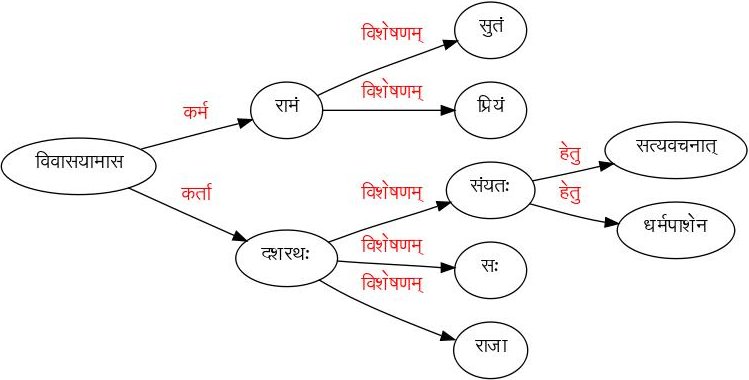 सुतं
विशेषणम्
रामं
विशेषणम्
प्रियं
कर्म
विवासयामास
सत्यवचनात्
हेतु
संयतः
हेतु
कर्ता
विशेषणम्
धर्मपाशेन
दशरथः
विशेषणम्
सः
विशेषणम्
राजा